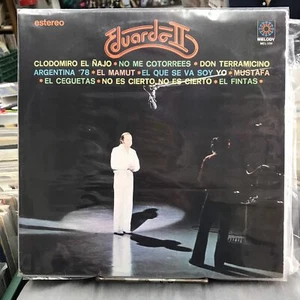 estereo
Eduardo II
MELODY
CLODOMIRO EL ÑAJO • NO ME COTORREES • DON TERRAMICINO
ARGENTINA '78 • EL MAMUT • EL QUE SE VA SOY YO • MUSTAFA
• EL CEGUETAS • NO ES CIERTO NO ES CIERTO • EL FINTAS •